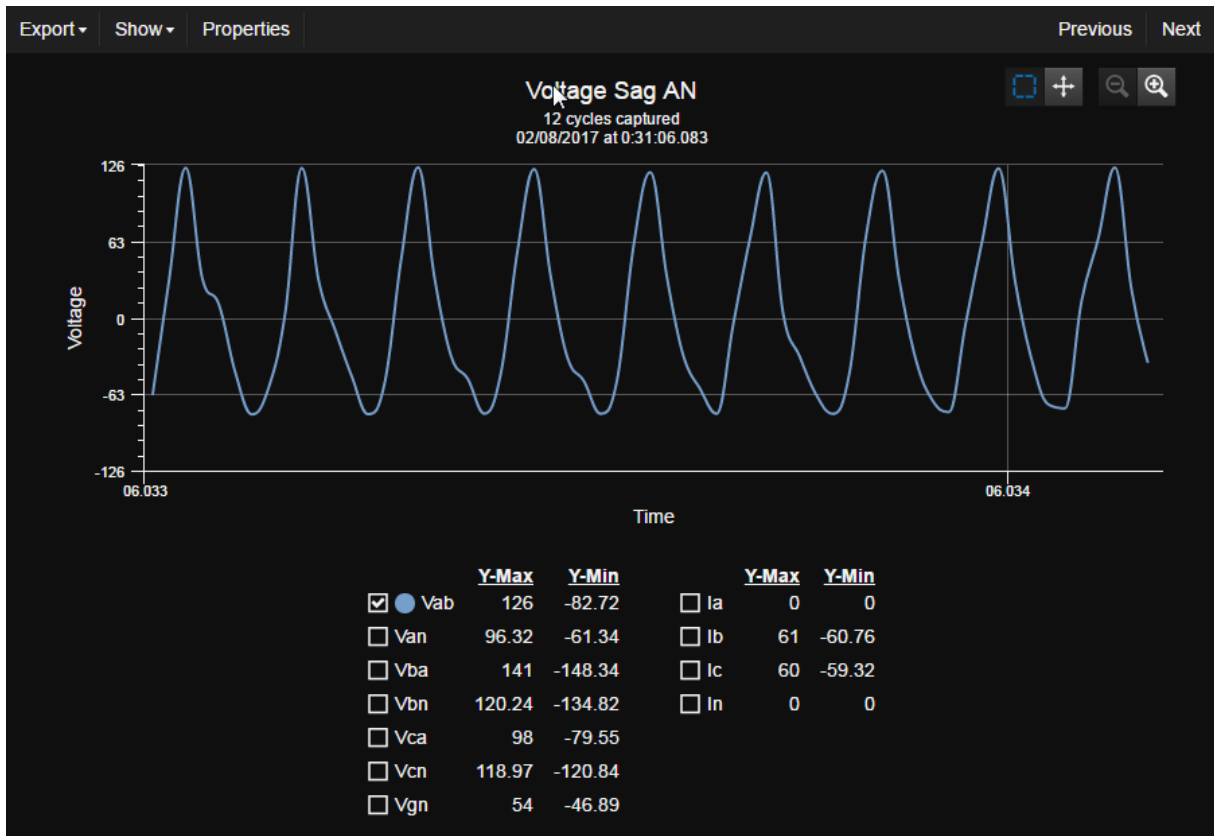 Export Show Properties Previous Next
Voltage Sag AN
12 cycles captured
02/08/2017 at 0:31:06.083
126
63
0
-63
-126
Voltage
06.033 06.034
Time
Y-Max Y-Min Y-Max Y-Min
Vab 126 -82.72 Ia 0 0
Van 96.32 -61.34 Ib 61 -60.76
Vba 141 -148.34 Ic 60 -59.32
Vbn 120.24 -134.82 In 0 0
Vca 98 -79.55
Vcn 118.97 -120.84
Vgn 54 -46.89